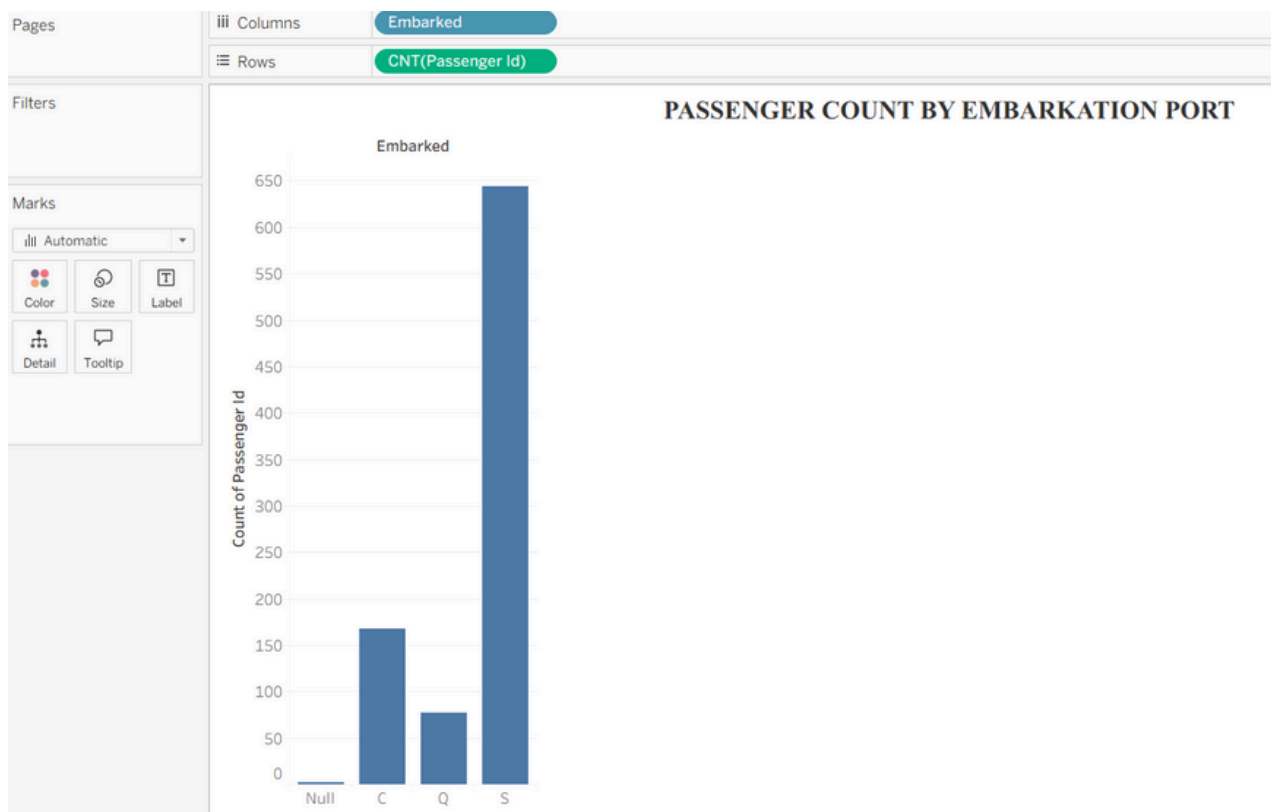 Pages
Columns
Embarked
Rows
CNT(Passenger Id)
Filters
Marks
Automatic
Color
Size
Label
Detail
Tooltip
PASSENGER COUNT BY EMBARKATION PORT
Embarked
Count of Passenger Id
650
600
550
500
450
400
350
300
250
200
150
100
50
0
Null C Q S